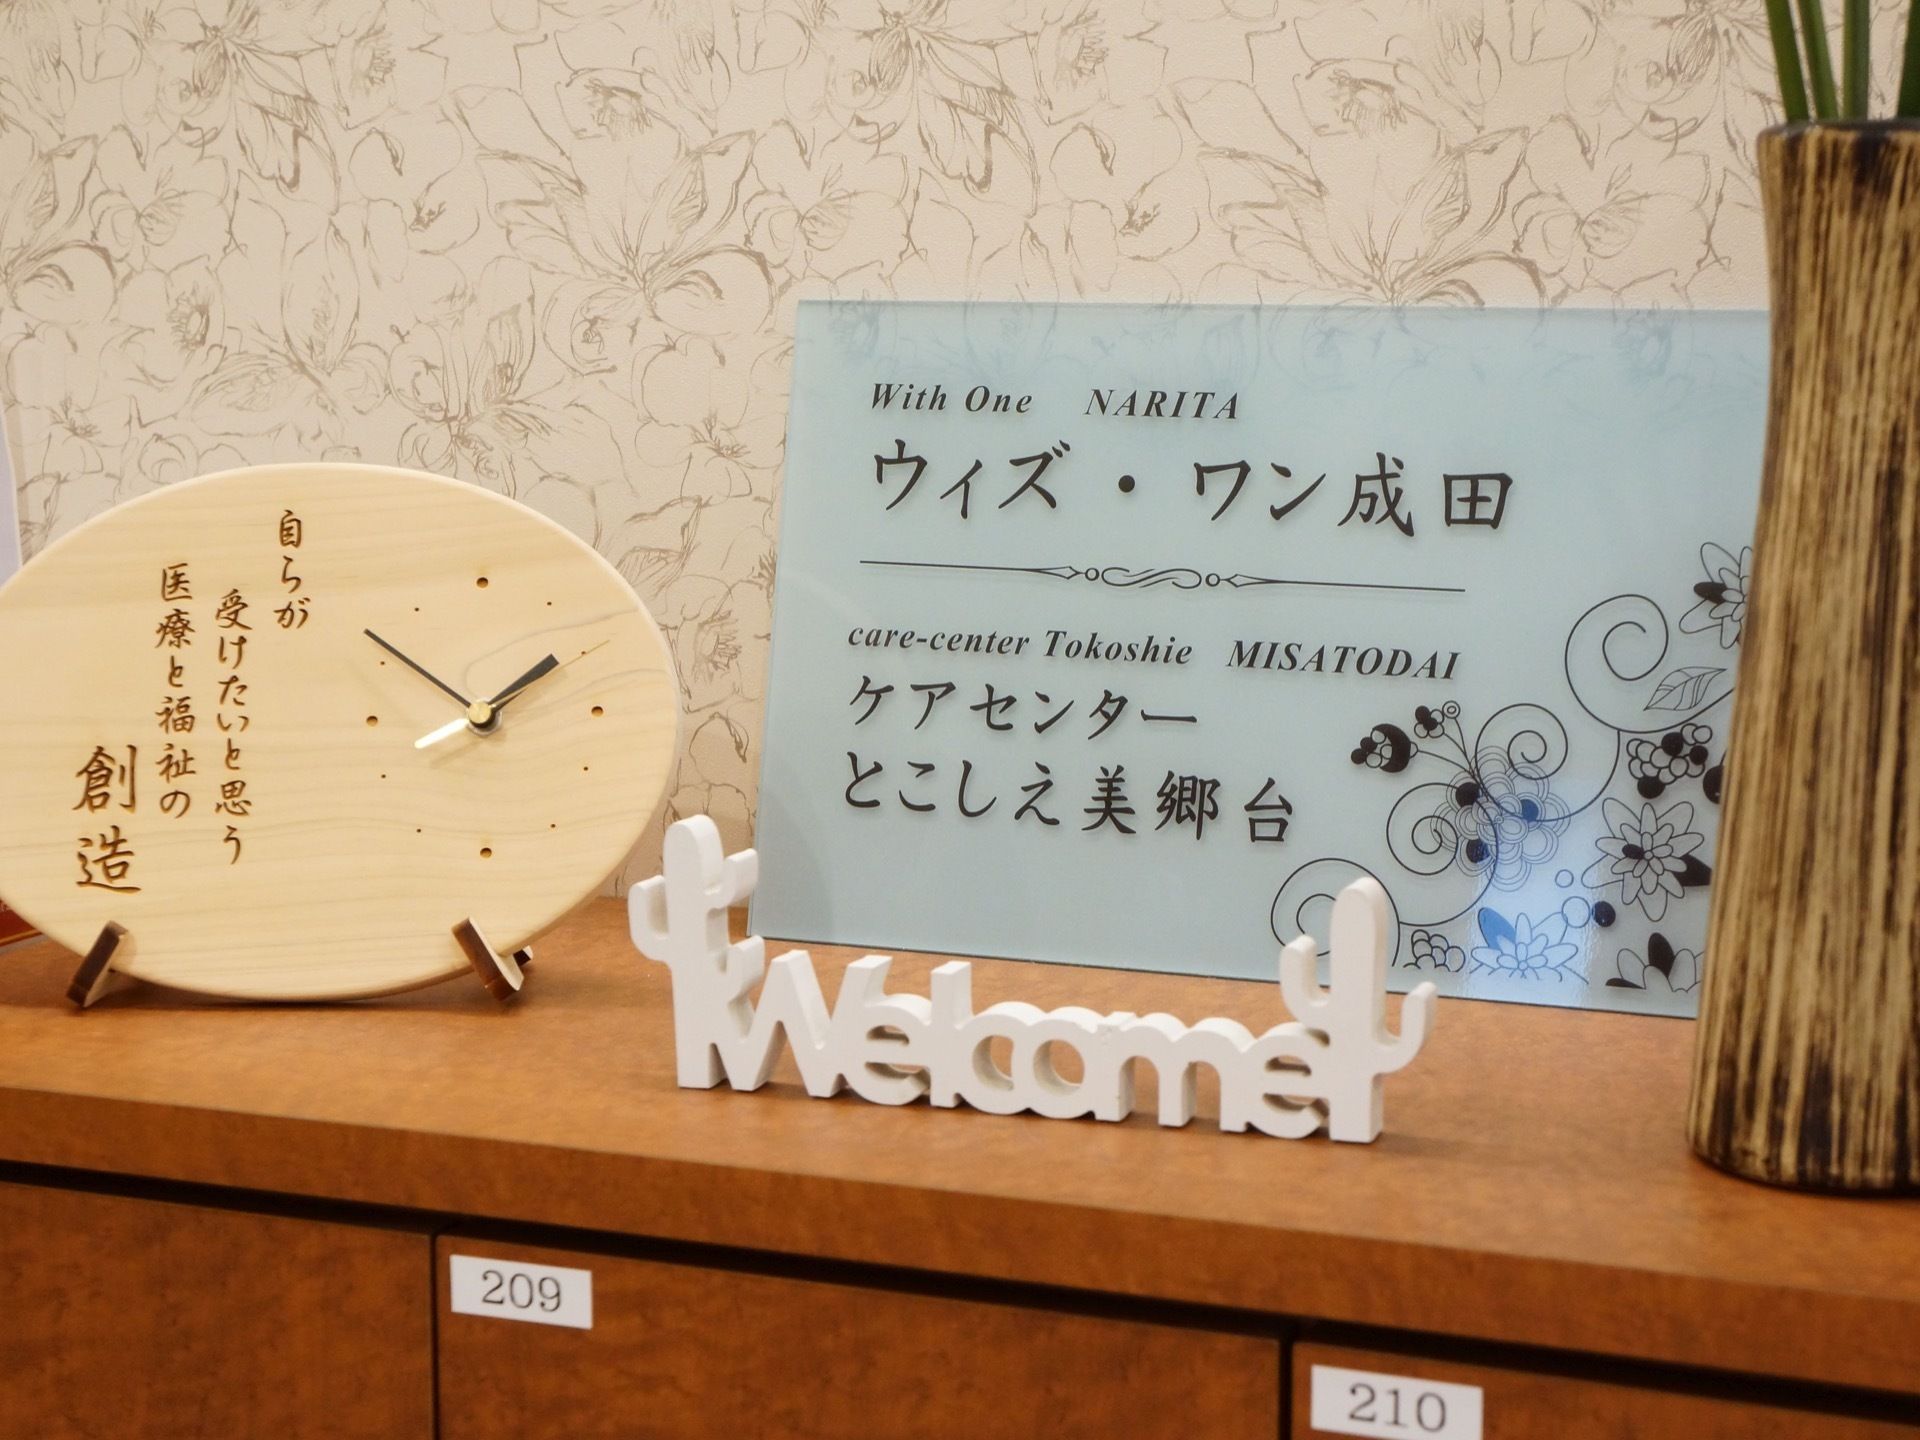 自らが
受けたいと思う
医療と福祉の
創造
With One NARITA
ウィズ・ワン成田
care-center Tokoshie MISATODAI
ケアセンター
とこしえ美郷台
Welcome
209
210